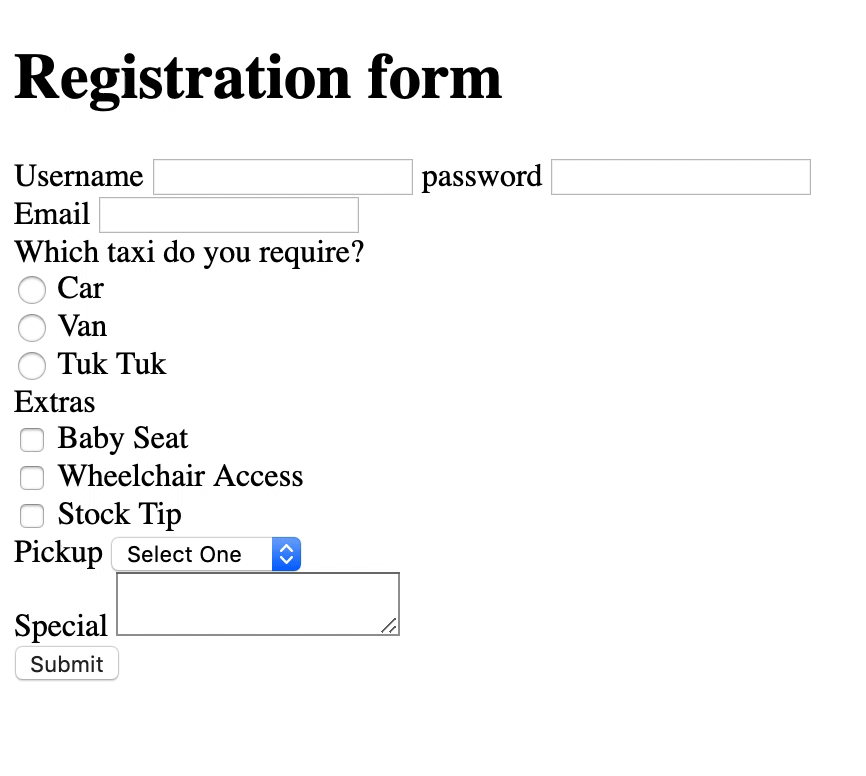 Registration form
Username password
Email
Which taxi do you require?
Car
Van
Tuk Tuk
Extras
Baby Seat
Wheelchair Access
Stock Tip
Pickup Select One
Special
Submit